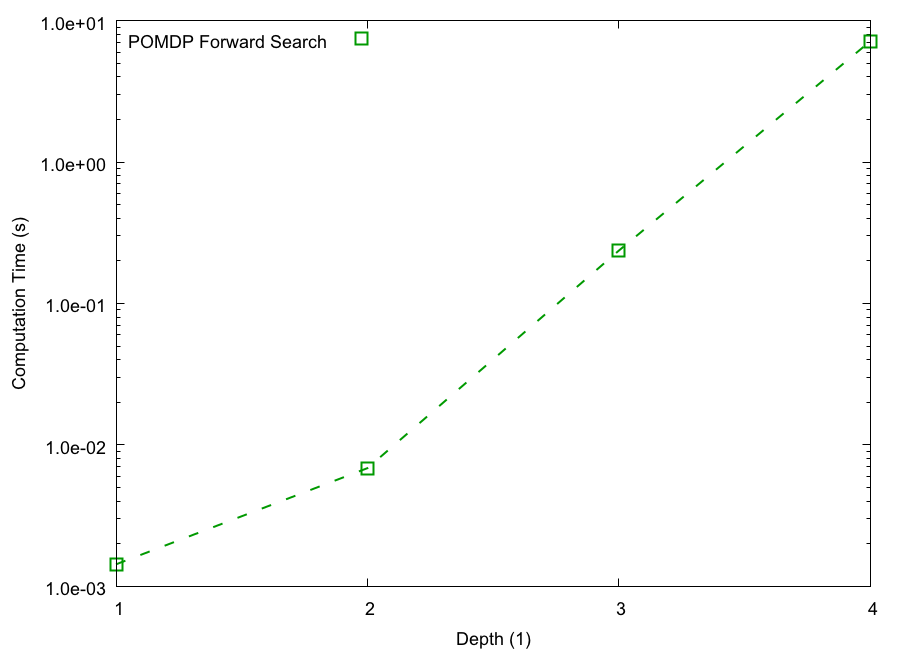 1.0e+01
POMDP Forward Search
1.0e+00
Computation Time (s)
1.0e-01
1.0e-02
1.0e-03
1 2 3 4
Depth (1)